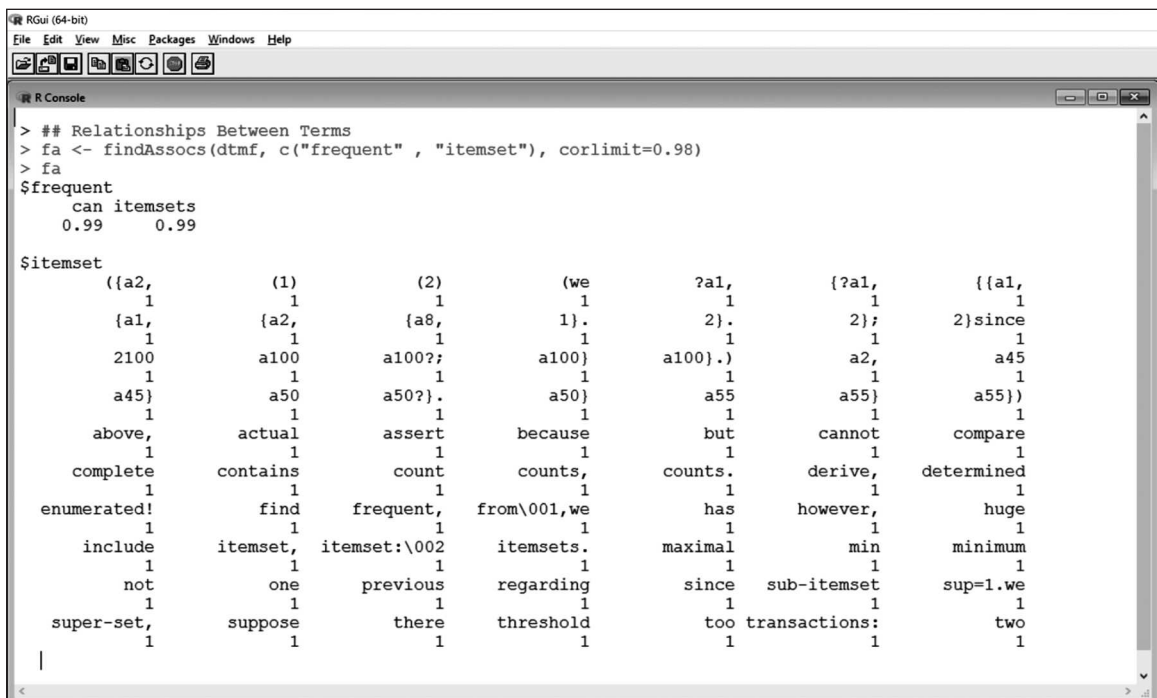 RGui (64-bit)
File Edit View Misc Packages Windows Help
R Console
> ## Relationships Between Terms
> fa <- findAssocs(dtmf, c("frequent" , "itemset"), corlimit=0.98)
> fa
$frequent
can itemsets
0.99 0.99
$itemset
({a2, (1) (2) (we ?a1, {?a1, {{a1,
1 1 1 1 1 1 1
{a1, {a2, {a8, 1}. 2}. 2}; 2}since
1 1 1 1 1 1 1
2100 a100 a100?; a100} a100}.) a2, a45
1 1 1 1 1 1 1
a45} a50 a50?}. a50} a55 a55} a55})
1 1 1 1 1 1 1
above, actual assert because but cannot compare
1 1 1 1 1 1 1
complete contains count counts, counts. derive, determined
1 1 1 1 1 1 1
enumerated! find frequent, from\001,we has however, huge
1 1 1 1 1 1 1
include itemset, itemset:\002 itemsets. maximal min minimum
1 1 1 1 1 1 1
not one previous regarding since sub-itemset sup=1.we
1 1 1 1 1 1 1
super-set, suppose there threshold too transactions: two
1 1 1 1 1 1 1